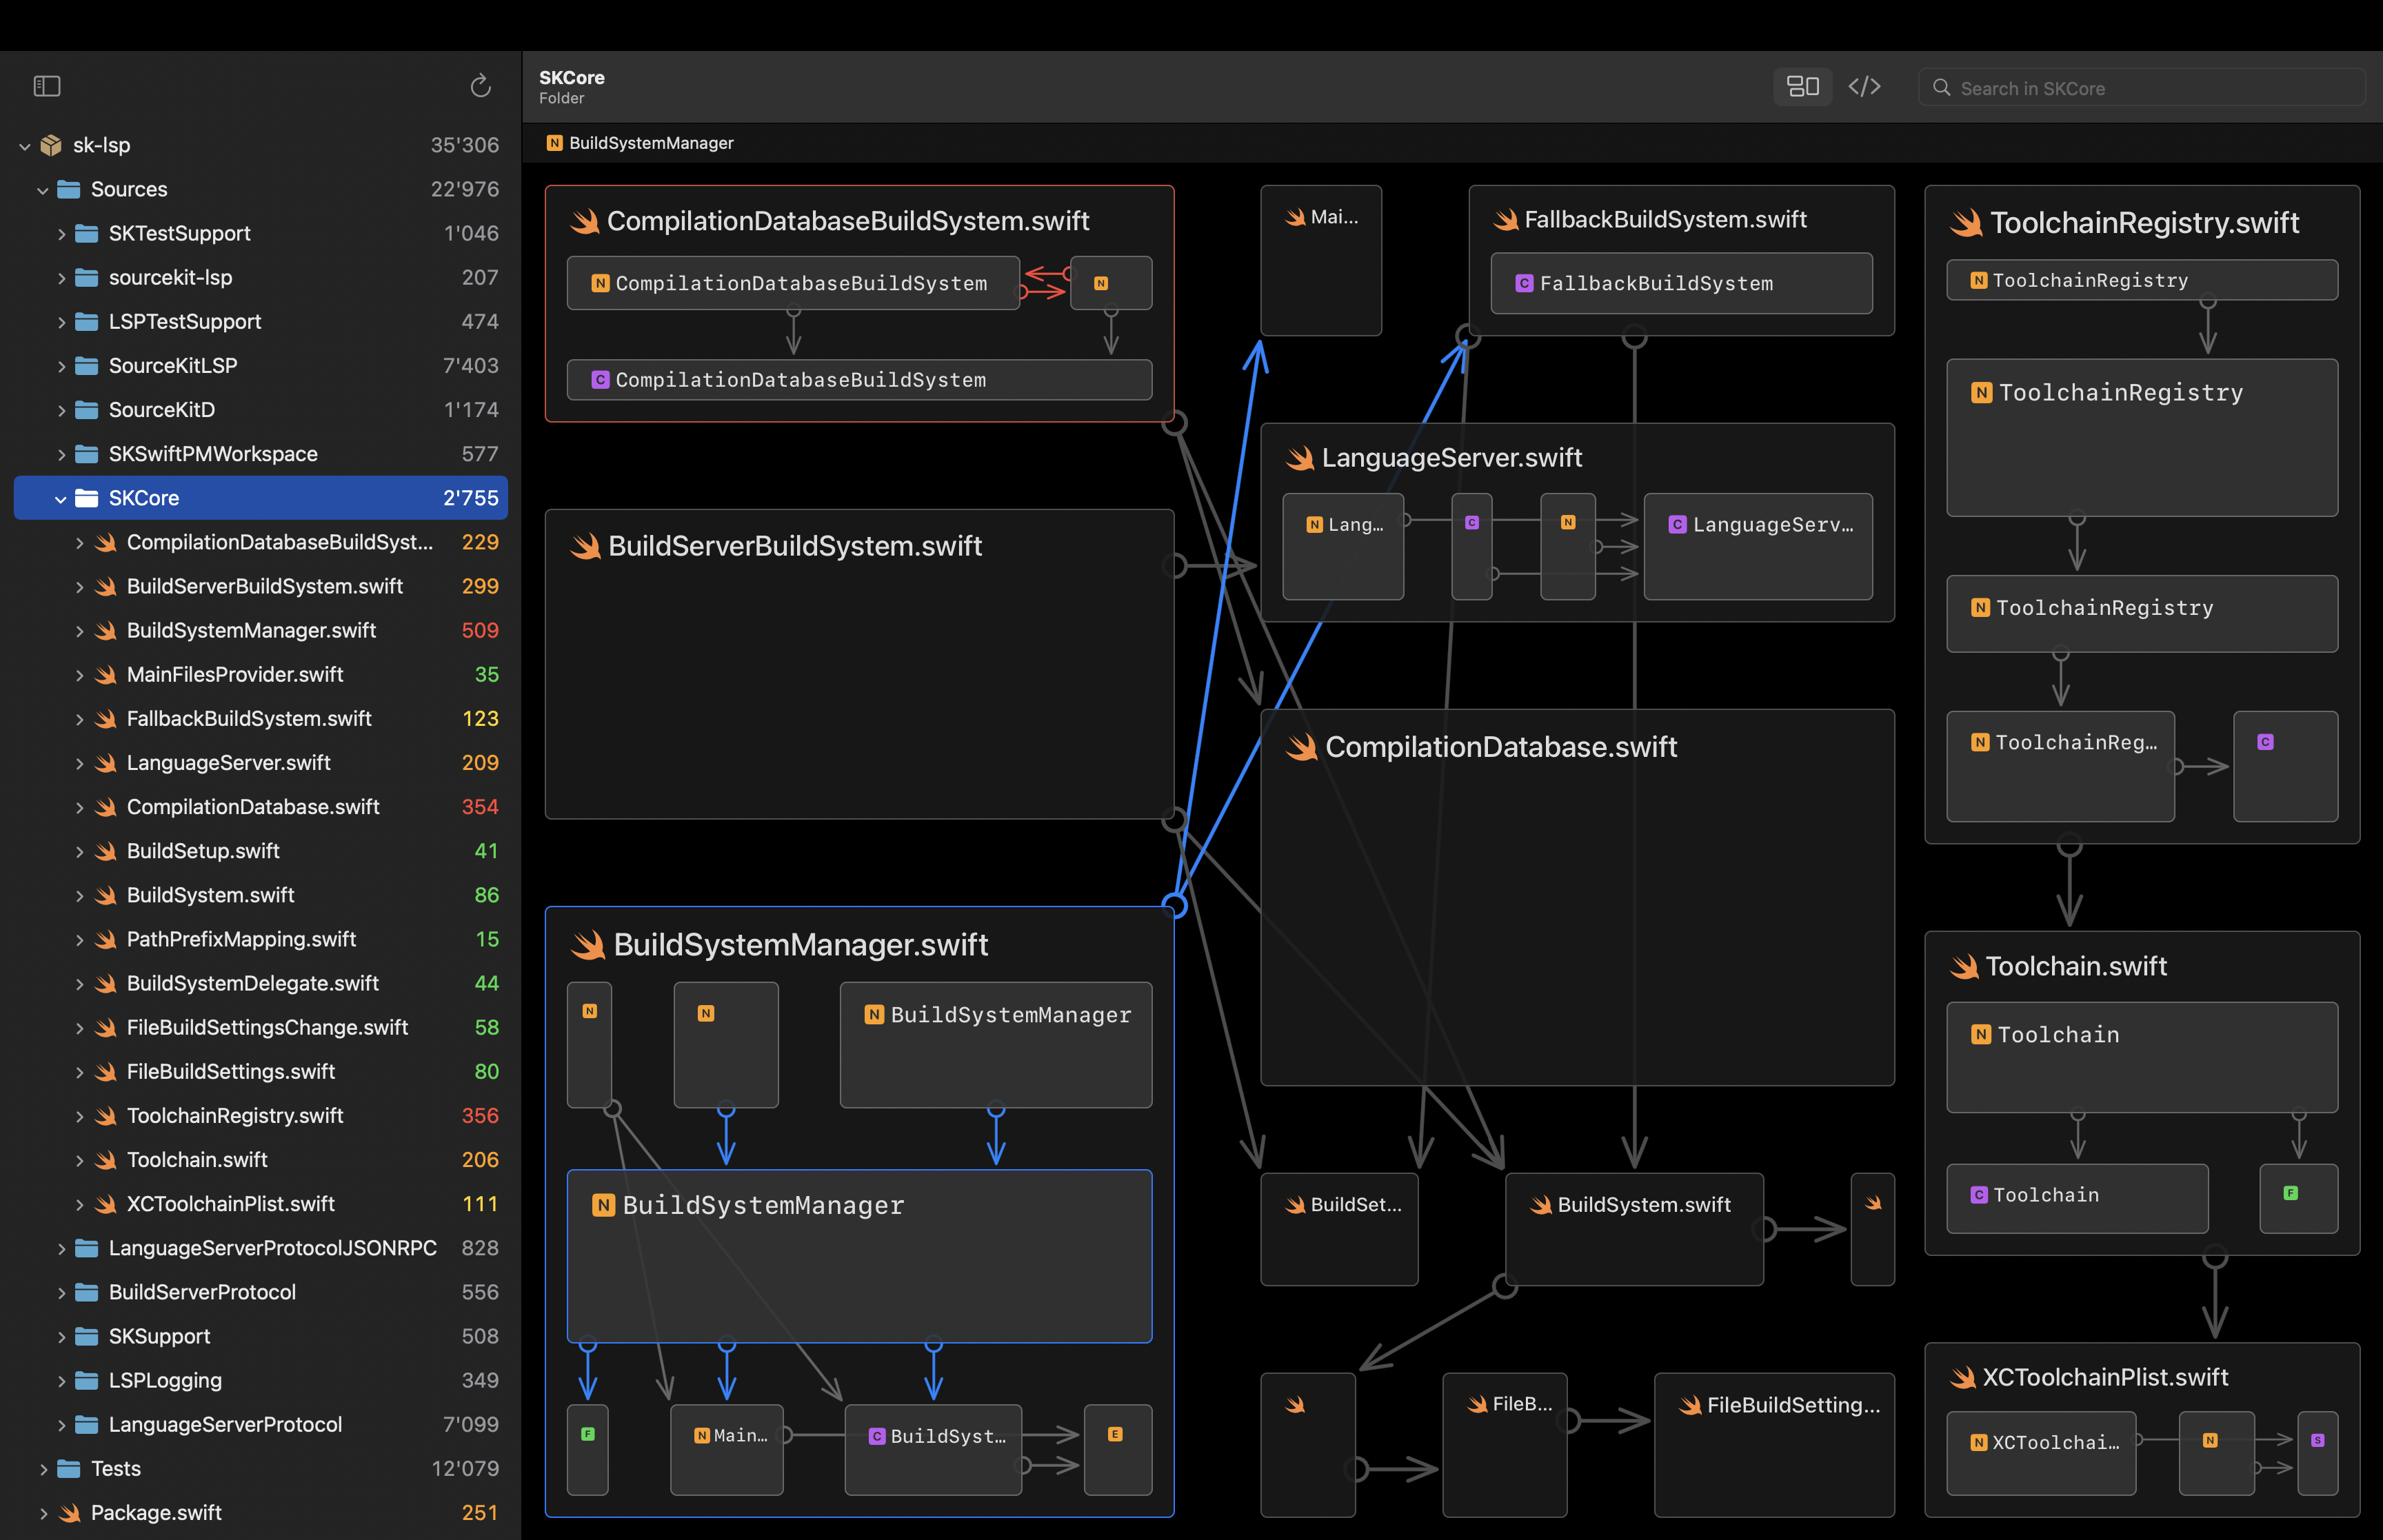 SKCore
Folder
Search in SKCore
BuildSystemManager
sk-lsp 35'306
Sources 22'976
SKTestSupport 1'046
sourcekit-lsp 207
LSPTestSupport 474
SourceKitLSP 7'403
SourceKitD 1'174
SKSwiftPMWorkspace 577
SKCore 2'755
CompilationDatabaseBuildSyst... 229
BuildServerBuildSystem.swift 299
BuildSystemManager.swift 509
MainFilesProvider.swift 35
FallbackBuildSystem.swift 123
LanguageServer.swift 209
CompilationDatabase.swift 354
BuildSetup.swift 41
BuildSystem.swift 86
PathPrefixMapping.swift 15
BuildSystemDelegate.swift 44
FileBuildSettingsChange.swift 58
FileBuildSettings.swift 80
ToolchainRegistry.swift 356
Toolchain.swift 206
XCToolchainPlist.swift 111
LanguageServerProtocolJSONRPC 828
BuildServerProtocol 556
SKSupport 508
LSPLogging 349
LanguageServerProtocol 7'099
Tests 12'079
Package.swift 251
CompilationDatabaseBuildSystem.swift
N CompilationDatabaseBuildSystem
N
C CompilationDatabaseBuildSystem
BuildServerBuildSystem.swift
BuildSystemManager.swift
N
N
N BuildSystemManager
N BuildSystemManager
F
N Main...
C BuildSyst...
E
Mai...
FallbackBuildSystem.swift
C FallbackBuildSystem
LanguageServer.swift
N Lang...
C
N
C LanguageServ...
CompilationDatabase.swift
BuildSet...
BuildSystem.swift
FileB...
FileBuildSetting...
ToolchainRegistry.swift
N ToolchainRegistry
N ToolchainRegistry
N ToolchainRegistry
N ToolchainReg...
C
Toolchain.swift
N Toolchain
C Toolchain
F
XCToolchainPlist.swift
N XCToolchai...
N
S